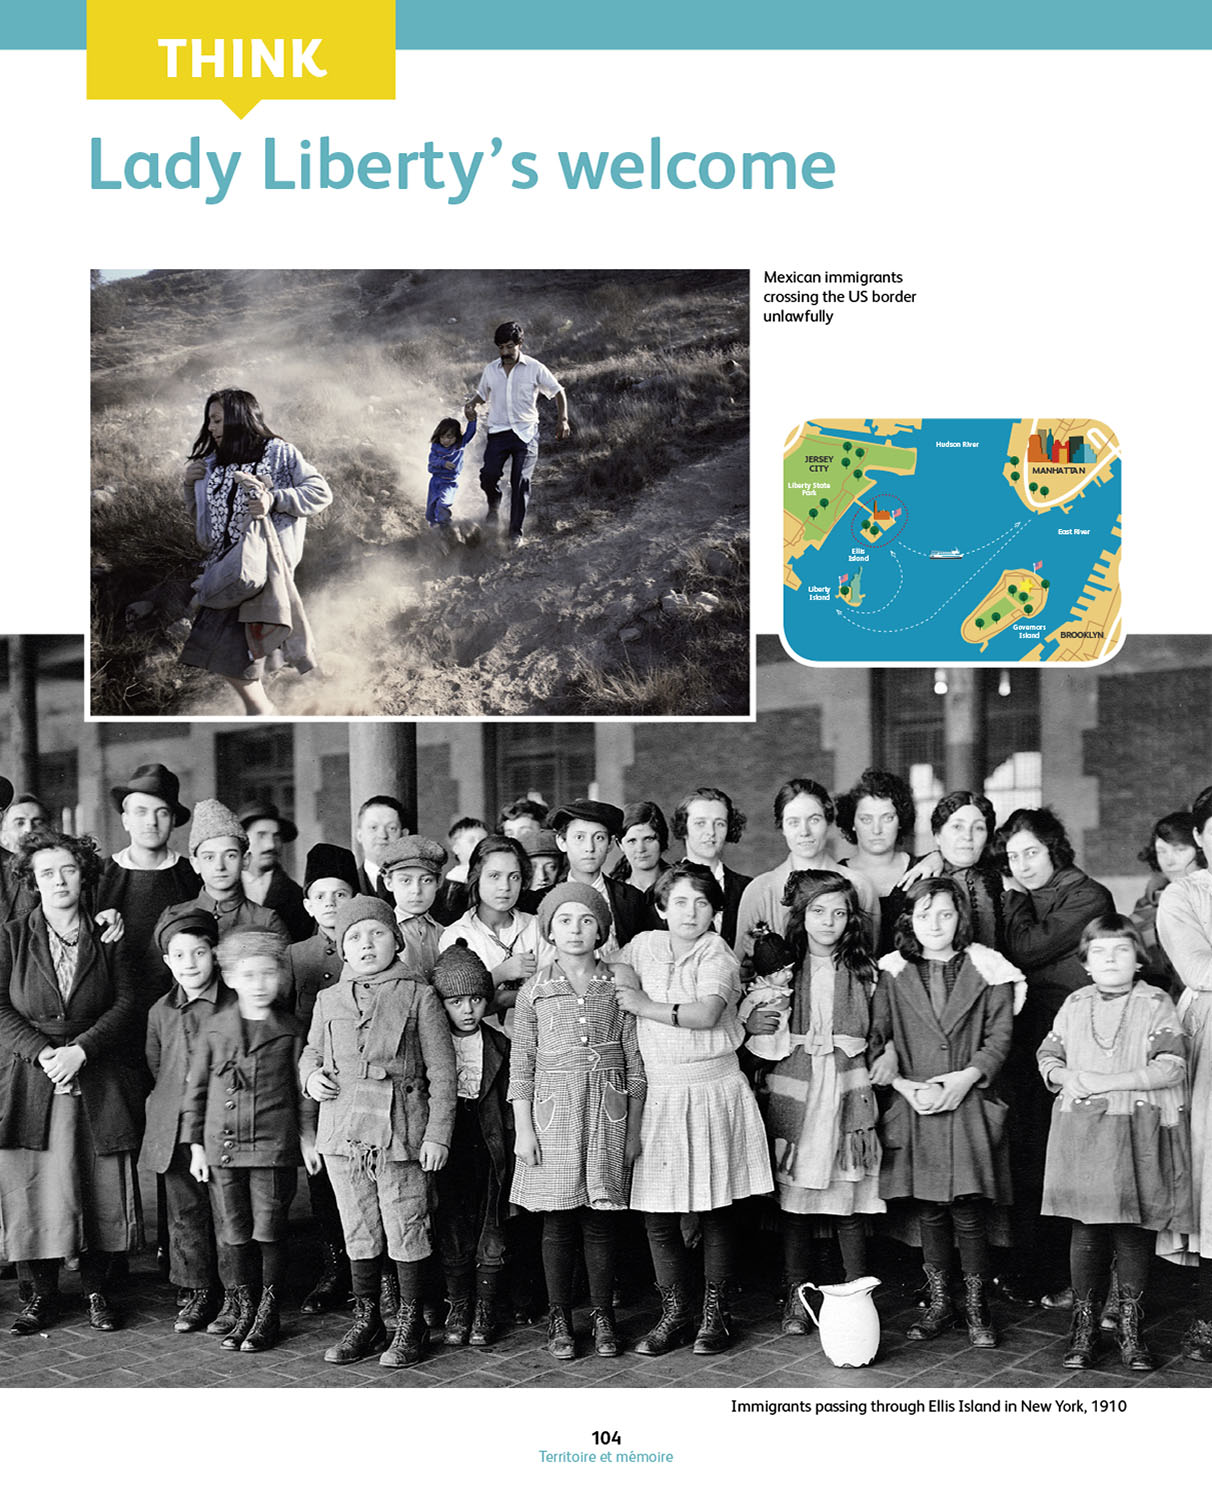 THINK
Lady Liberty's welcome
Mexican immigrants
crossing the US border
unlawfully
Hudson River
JERSEY
CITY
MANHATTAN
Liberty State
Park
East River
Ellis
Island
Liberty
Island
Governors
Island
BROOKLYN
Immigrants passing through Ellis Island in New York, 1910
104
Territoire et mémoire